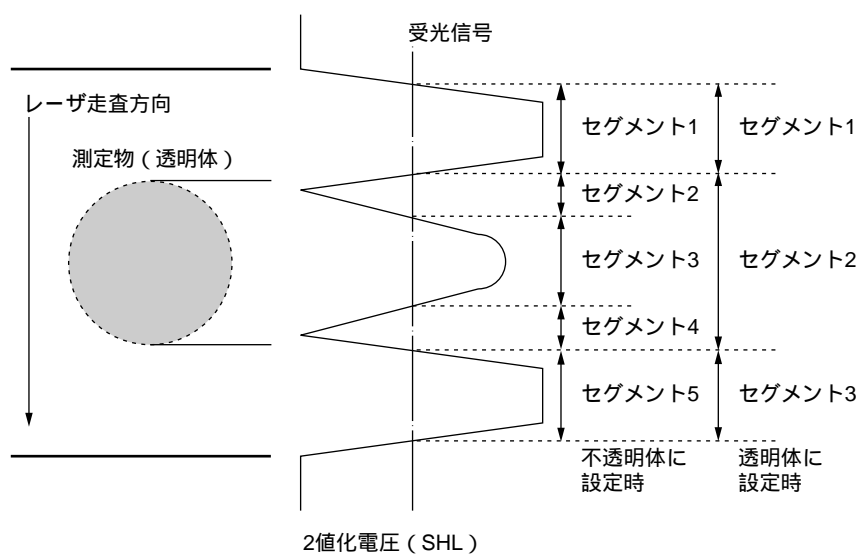 受光信号
レーザ走査方向
測定物（透明体）
セグメント1
セグメント1
セグメント2
セグメント3
セグメント2
セグメント4
セグメント5
セグメント3
不透明体に
設定時
透明体に
設定時
2値化電圧（SHL）